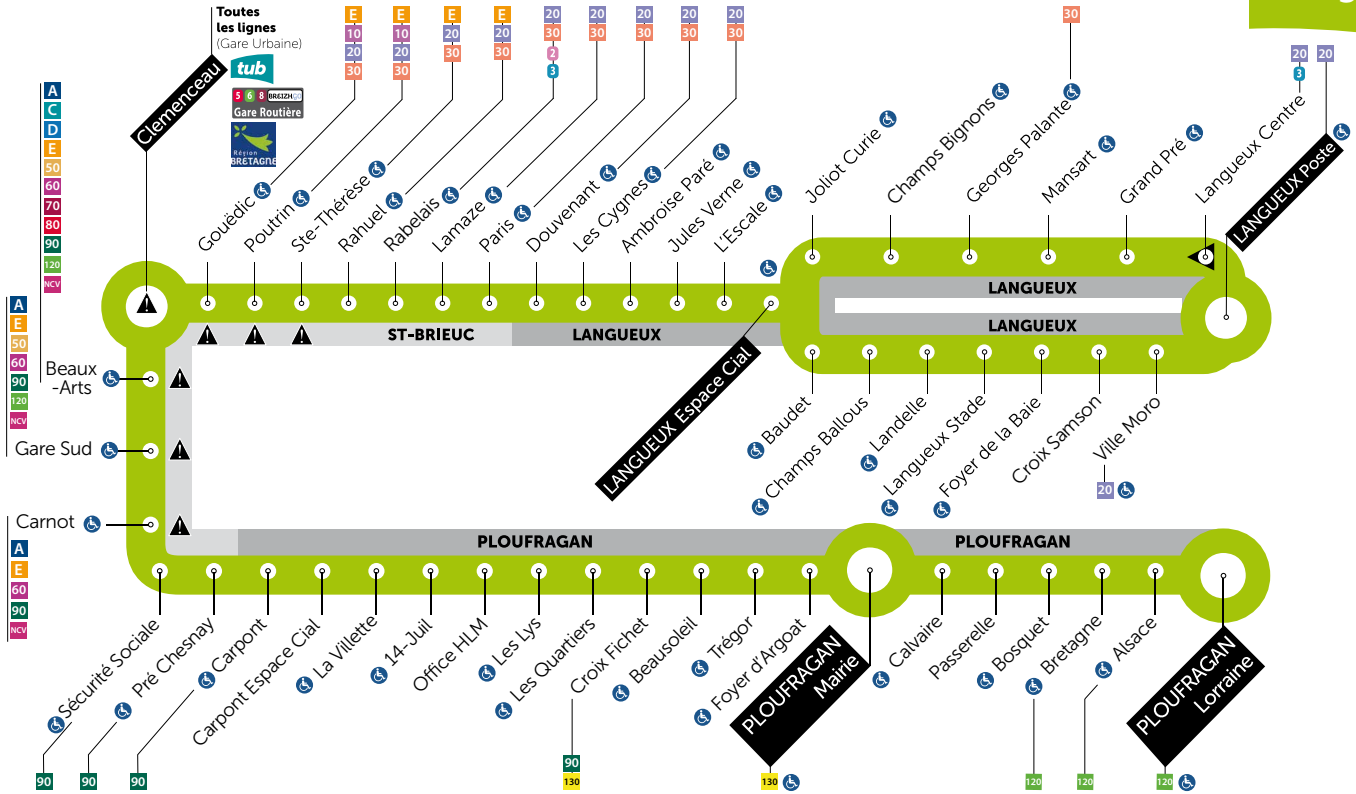 Toutes
les lignes
(Gare Urbaine)
tub
5 6 8 BREIZHGO
Gare Routière
Région
BRETAGNE
Clemenceau
E
10
20
30
E
10
20
30
E
20
30
E
20
30
20
30
2
3
20
30
20
30
20
30
20
30
30
20
3
20
A
C
D
E
50
60
70
80
90
120
NCV
Gouëdic
Poutrin
Ste-Thérèse
Rahuel
Rabelais
Lamaze
Paris
Douvenant
Les Cygnes
Ambroise Paré
Jules Verne
L'Escale
Joliot Curie
Champs Bignons
Georges Palante
Mansart
Grand Pré
Langueux Centre
LANGUEUX Poste
LANGUEUX
LANGUEUX
ST-BRIEUC
LANGUEUX
LANGUEUX Espace Cial
A
E
50
60
90
120
NCV
Beaux
-Arts
Gare Sud
Carnot
A
E
60
90
NCV
Baudet
Champs Ballous
Landelle
Langueux Stade
Foyer de la Baie
Croix Samson
Ville Moro
20
PLOUFRAGAN
PLOUFRAGAN
Sécurité Sociale
Pré Chesnay
Carpont
Carpont Espace Cial
La Villette
14-Juil
Office HLM
Les Lys
Les Quartiers
Croix Fichet
Beausoleil
Trégor
Foyer d'Argoat
PLOUFRAGAN
Mairie
Calvaire
Passerelle
Bosquet
Bretagne
Alsace
PLOUFRAGAN
Lorraine
90
90
90
90
130
130
120
120
120